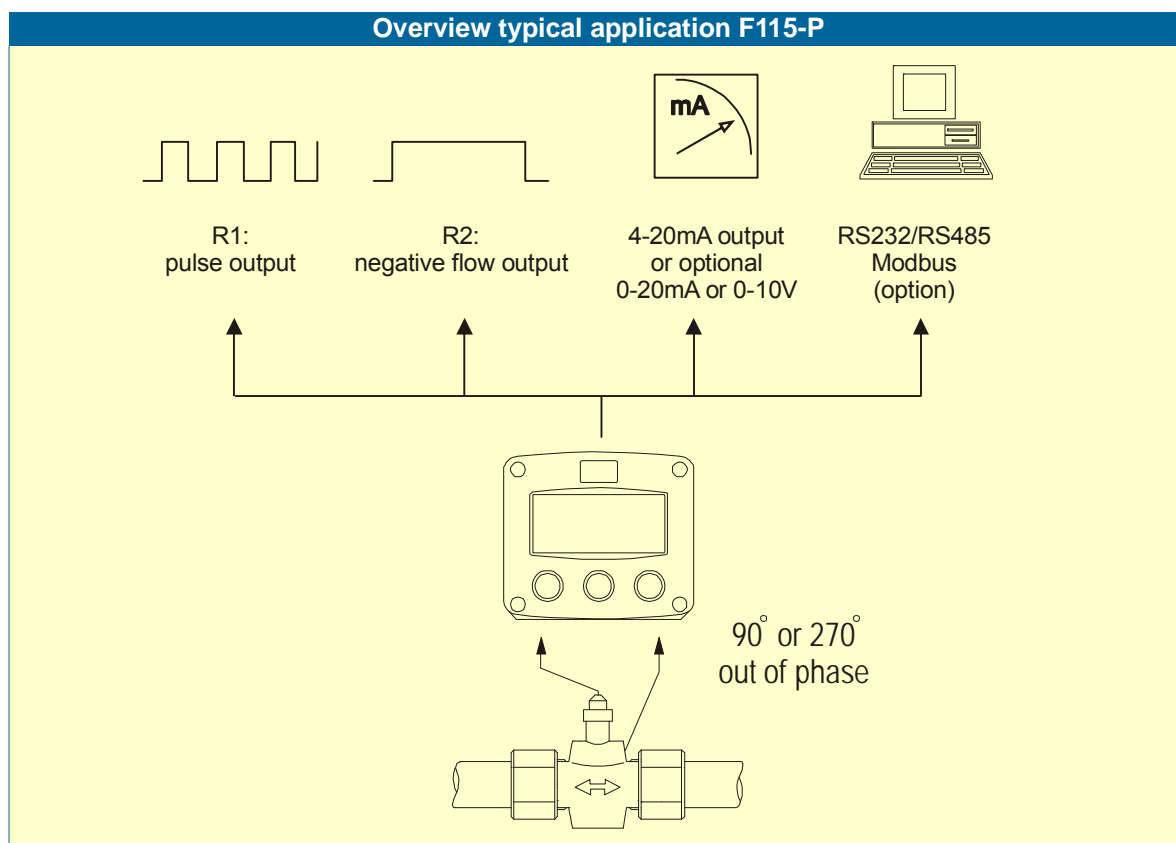 Overview typical application F115-P
mA
R1:
pulse output
R2:
negative flow output
4-20mA output
or optional
0-20mA or 0-10V
RS232/RS485
Modbus
(option)
90° or 270°
out of phase